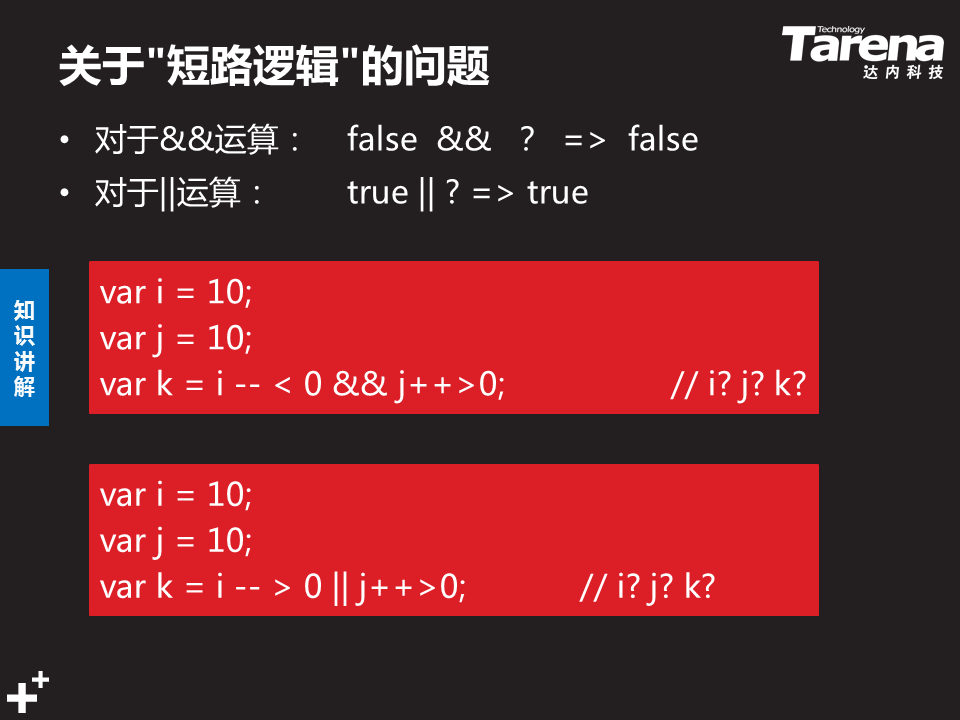 关于"短路逻辑"的问题
Technology
Tarena
达内科技
• 对于&&运算： false && ? => false
• 对于||运算： true || ? => true
知识讲解
var i = 10;
var j = 10;
var k = i -- < 0 && j++>0; // i? j? k?
var i = 10;
var j = 10;
var k = i -- > 0 || j++>0; // i? j? k?